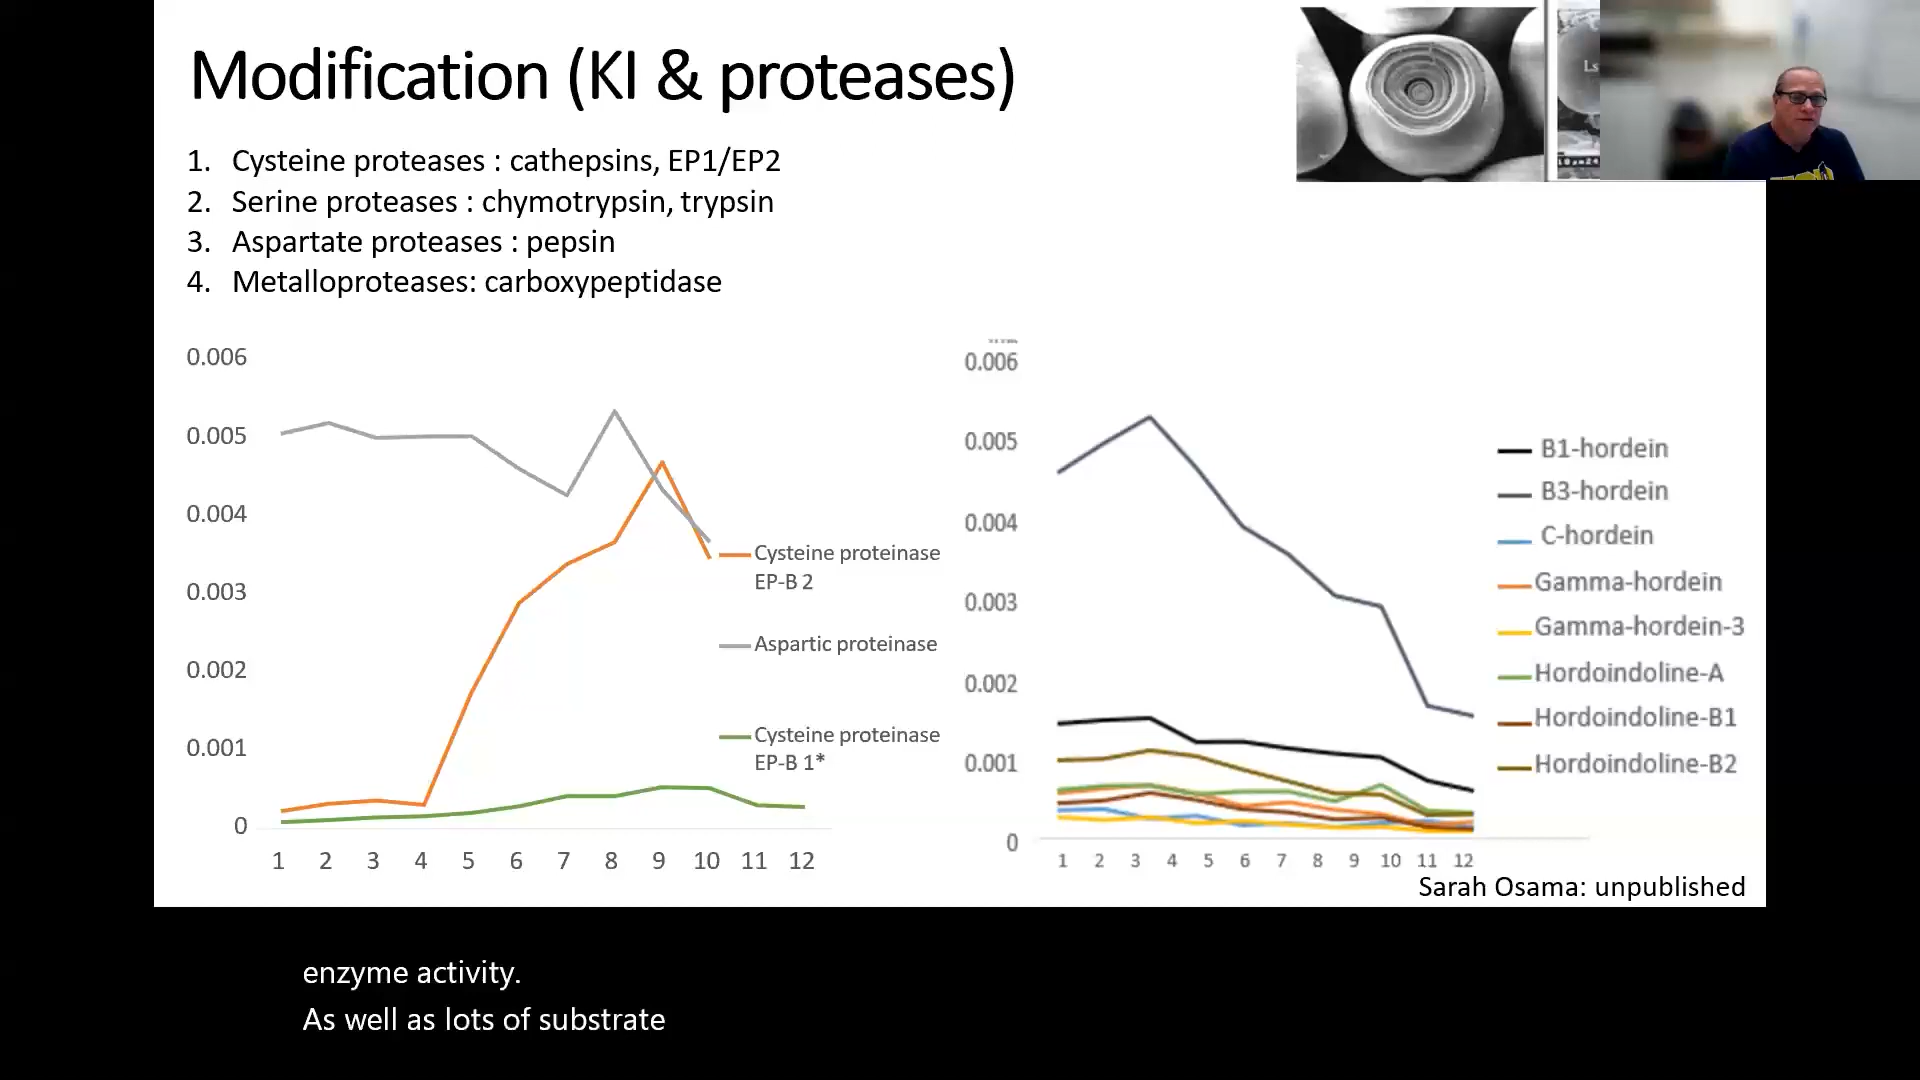 Modification (KI & proteases)
1. Cysteine proteases : cathepsins, EP1/EP2
2. Serine proteases : chymotrypsin, trypsin
3. Aspartate proteases : pepsin
4. Metalloproteases: carboxypeptidase
0.006
0.005
0.004
0.003
0.002
0.001
0
1 2 3 4 5 6 7 8 9 10 11 12
Cysteine proteinase
EP-B 2
Aspartic proteinase
Cysteine proteinase
EP-B 1*
0.006
0.005
0.004
0.003
0.002
0.001
0
1 2 3 4 5 6 7 8 9 10 11 12
B1-hordein
B3-hordein
C-hordein
Gamma-hordein
Gamma-hordein-3
Hordoindoline-A
Hordoindoline-B1
Hordoindoline-B2
Sarah Osama: unpublished
Ls
enzyme activity.
As well as lots of substrate